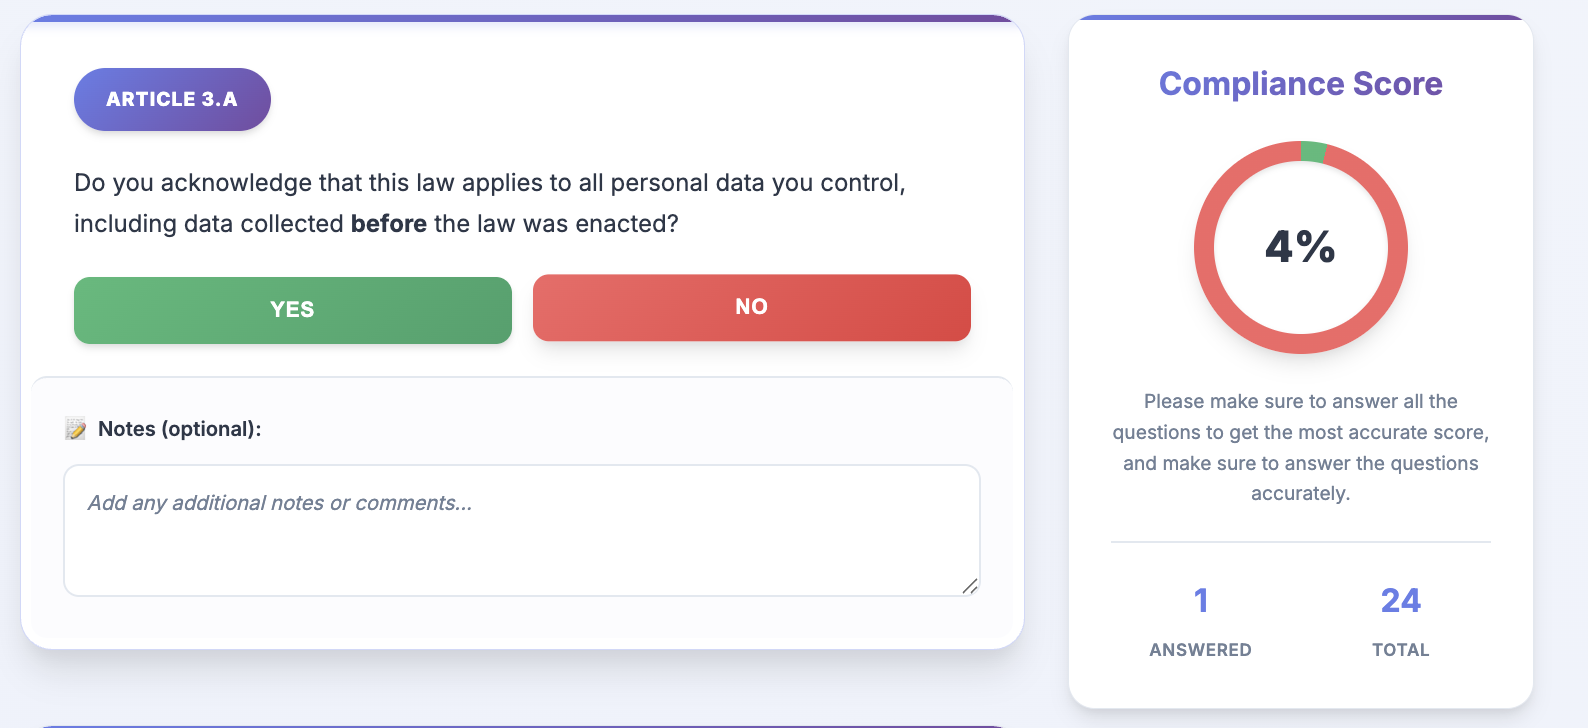 ARTICLE 3.A
Do you acknowledge that this law applies to all personal data you control,
including data collected before the law was enacted?
YES
NO
Notes (optional):
Add any additional notes or comments...
Compliance Score
4%
Please make sure to answer all the
questions to get the most accurate score,
and make sure to answer the questions
accurately.
1
ANSWERED
24
TOTAL